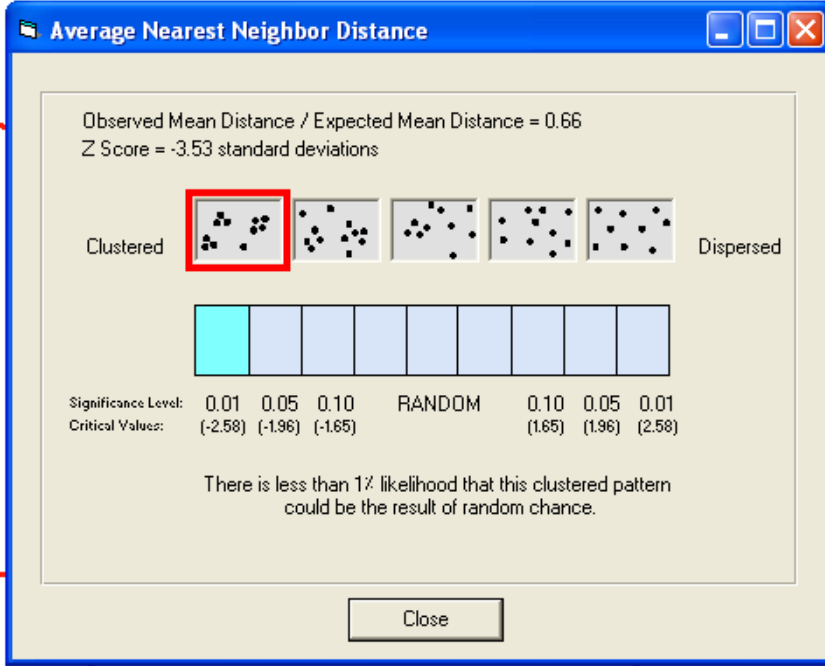 Average Nearest Neighbor Distance
Observed Mean Distance / Expected Mean Distance = 0.66
Z Score = -3.53 standard deviations
Clustered Dispersed
Significance Level: 0.01 0.05 0.10 RANDOM 0.10 0.05 0.01
Critical Values: (-2.58) (-1.96) (-1.65) (1.65) (1.96) (2.58)
There is less than 1% likelihood that this clustered pattern
could be the result of random chance.
Close